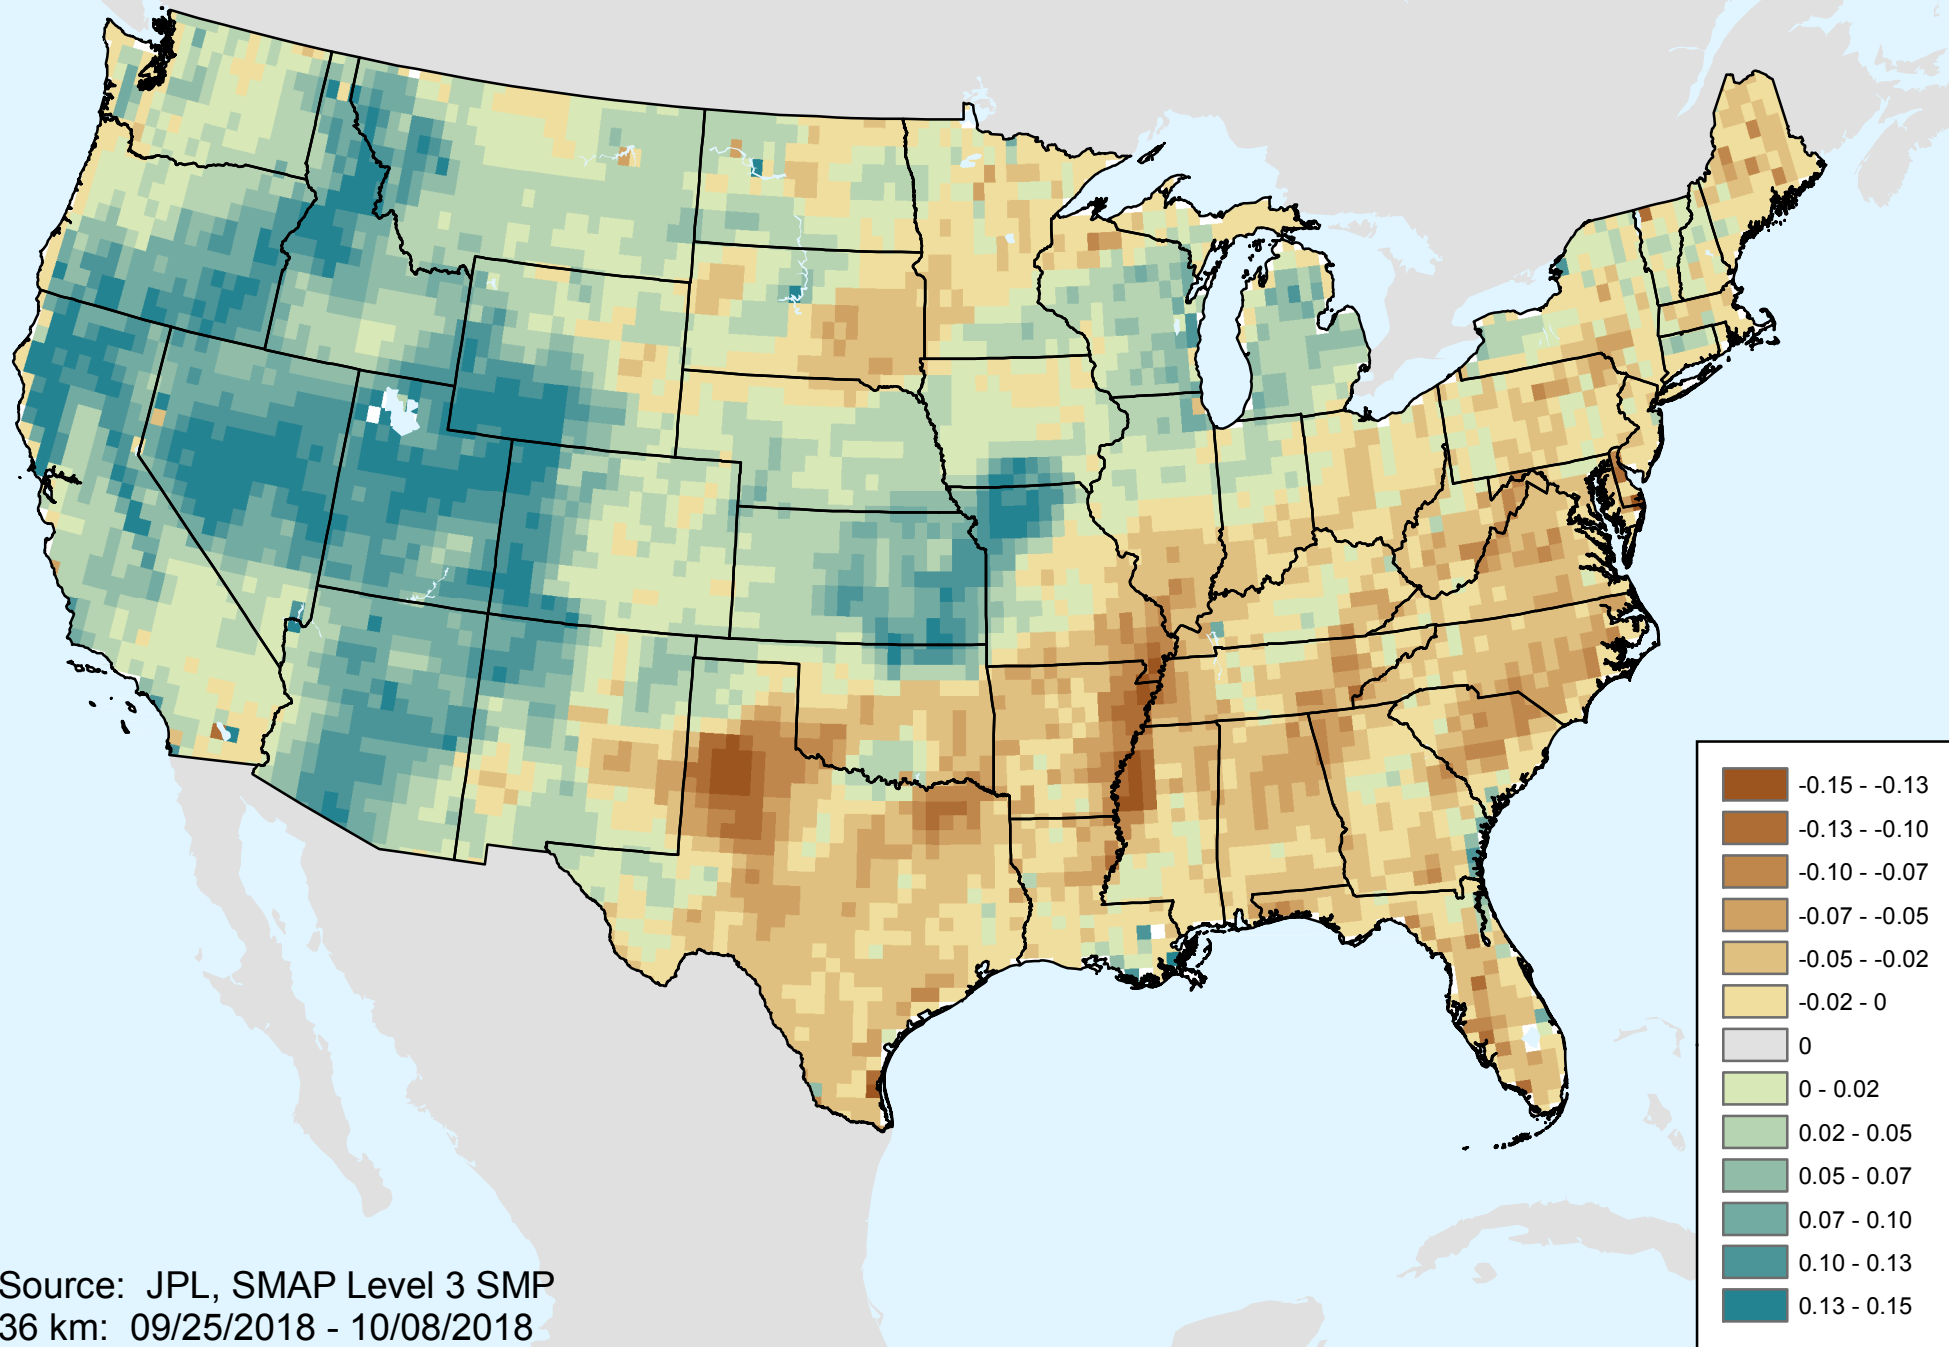 -0.15 - -0.13
-0.13 - -0.10
-0.10 - -0.07
-0.07 - -0.05
-0.05 - -0.02
-0.02 - 0
0
0 - 0.02
0.02 - 0.05
0.05 - 0.07
0.07 - 0.10
0.10 - 0.13
0.13 - 0.15
Source: JPL, SMAP Level 3 SMP
36 km: 09/25/2018 - 10/08/2018